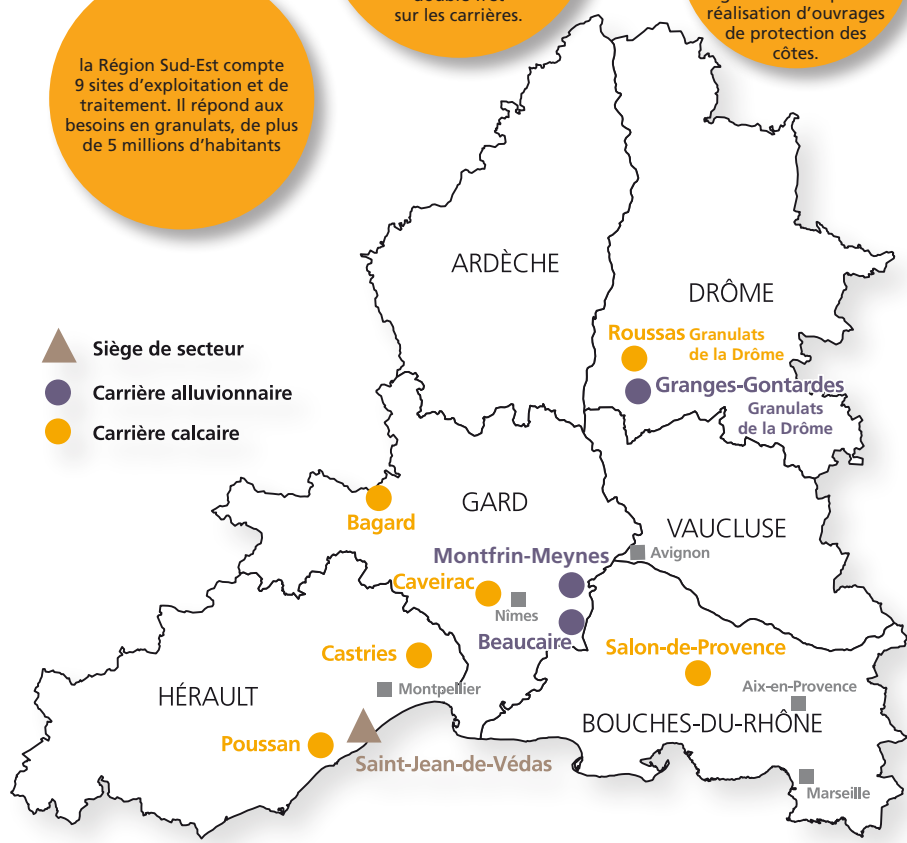 sur les carrières.
réalisation d'ouvrages
de protection des
côtes.
la Région Sud-Est compte
9 sites d'exploitation et de
traitement. Il répond aux
besoins en granulats, de plus
de 5 millions d'habitants
ARDÈCHE
DRÔME
Roussas Granulats
de la Drôme
Granges-Gontardes
Granulats
de la Drôme
Siège de secteur
Carrière alluvionnaire
Carrière calcaire
GARD
Bagard
VAUCLUSE
Avignon
Montfrin-Meynes
Caveirac
Nîmes
Beaucaire
Castries
Salon-de-Provence
HÉRAULT
Montpellier
Aix-en-Provence
BOUCHES-DU-RHÔNE
Poussan
Saint-Jean-de-Védas
Marseille